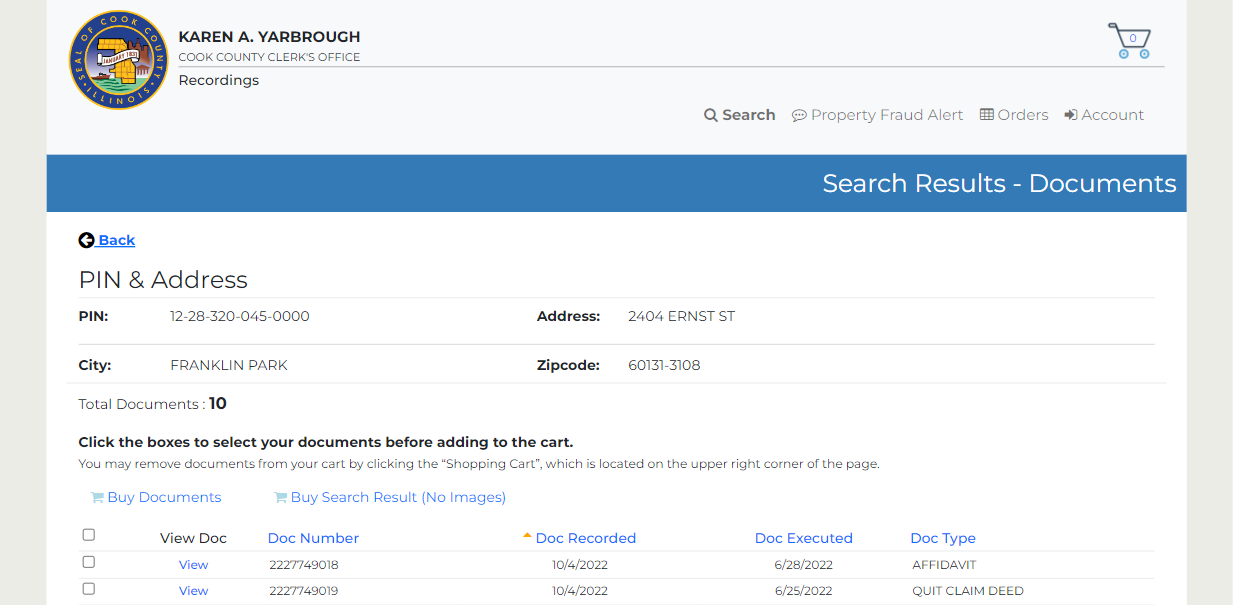 SEAL OF COOK COUNTY
ILLINOIS
JANUARY 1831
KAREN A. YARBROUGH
COOK COUNTY CLERK'S OFFICE
Recordings
0
Search Property Fraud Alert Orders Account
Search Results - Documents
Back
PIN & Address
PIN: 12-28-320-045-0000 Address: 2404 ERNST ST
City: FRANKLIN PARK Zipcode: 60131-3108
Total Documents : 10
Click the boxes to select your documents before adding to the cart.
You may remove documents from your cart by clicking the “Shopping Cart”, which is located on the upper right corner of the page.
Buy Documents Buy Search Result (No Images)
View Doc Doc Number Doc Recorded Doc Executed Doc Type
View 2227749018 10/4/2022 6/28/2022 AFFIDAVIT
View 2227749019 10/4/2022 6/25/2022 QUIT CLAIM DEED